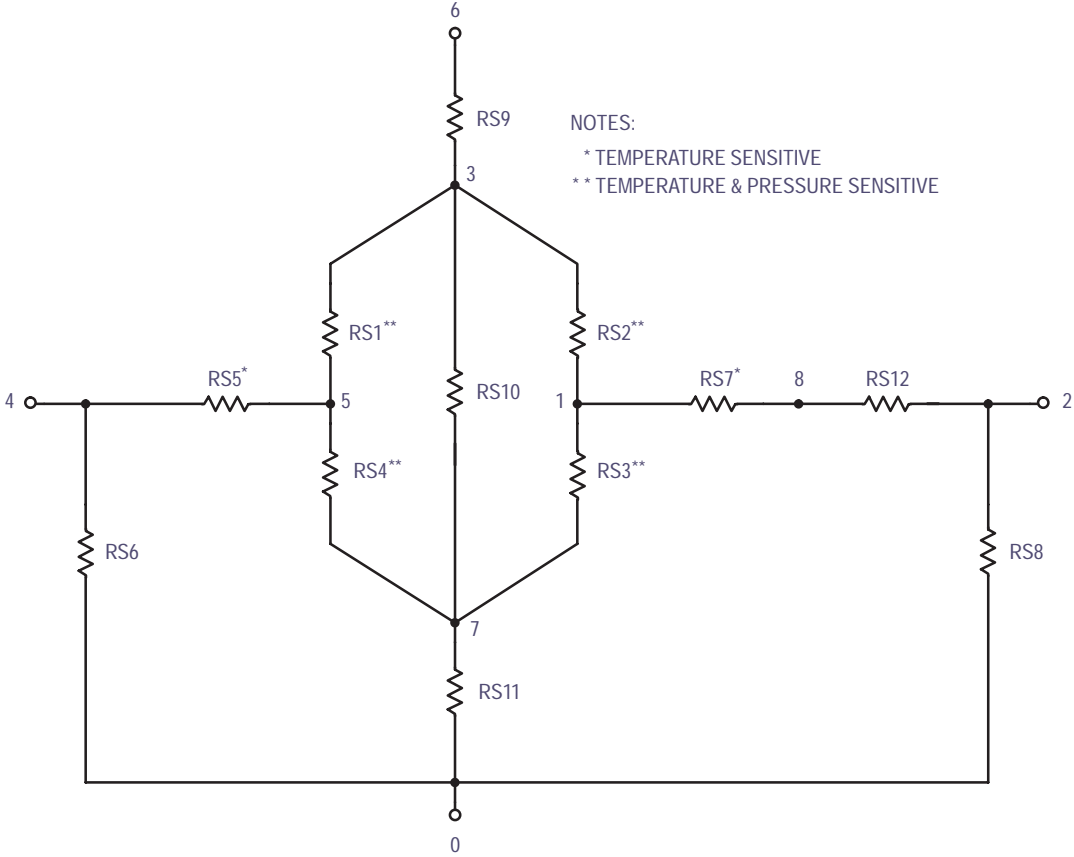 6
RS9
NOTES:
* TEMPERATURE SENSITIVE
* * TEMPERATURE & PRESSURE SENSITIVE
3
RS1**
RS2**
RS5*
RS10
RS7*
8
RS12
4
5
1
2
RS4**
RS3**
RS6
RS8
7
RS11
0